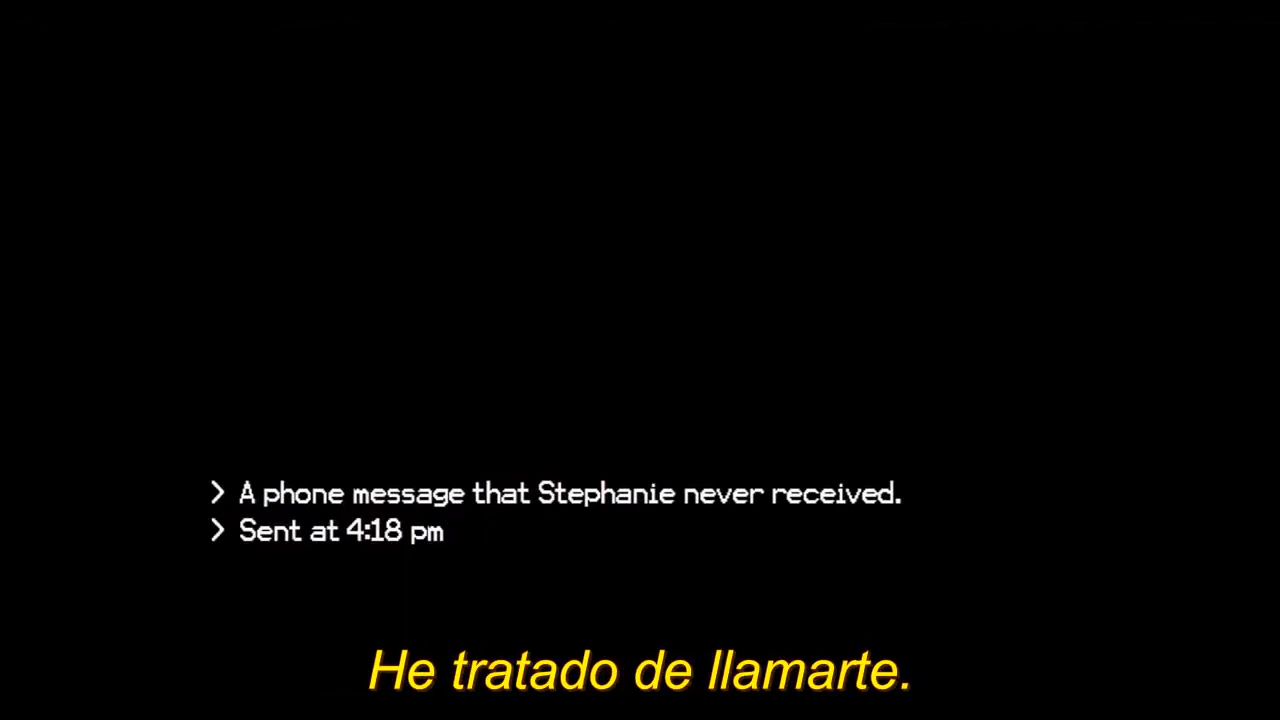 > A phone message that Stephanie never received.
> Sent at 4:18 pm
He tratado de llamarte.